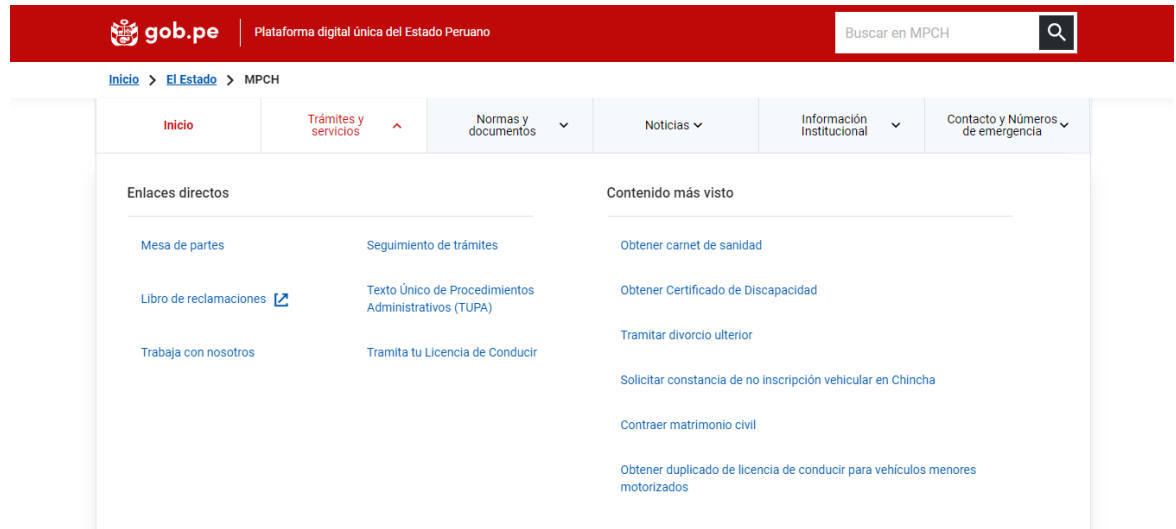 gob.pe
Plataforma digital única del Estado Peruano
Buscar en MPCH
Inicio > El Estado > MPCH
Inicio
Trámites y
servicios
Normas y
documentos
Noticias
Información
Institucional
Contacto y Números
de emergencia
Enlaces directos
Mesa de partes
Seguimiento de trámites
Libro de reclamaciones
Texto Único de Procedimientos
Administrativos (TUPA)
Trabaja con nosotros
Tramita tu Licencia de Conducir
Contenido más visto
Obtener carnet de sanidad
Obtener Certificado de Discapacidad
Tramitar divorcio ulterior
Solicitar constancia de no inscripción vehicular en Chincha
Contraer matrimonio civil
Obtener duplicado de licencia de conducir para vehículos menores
motorizados